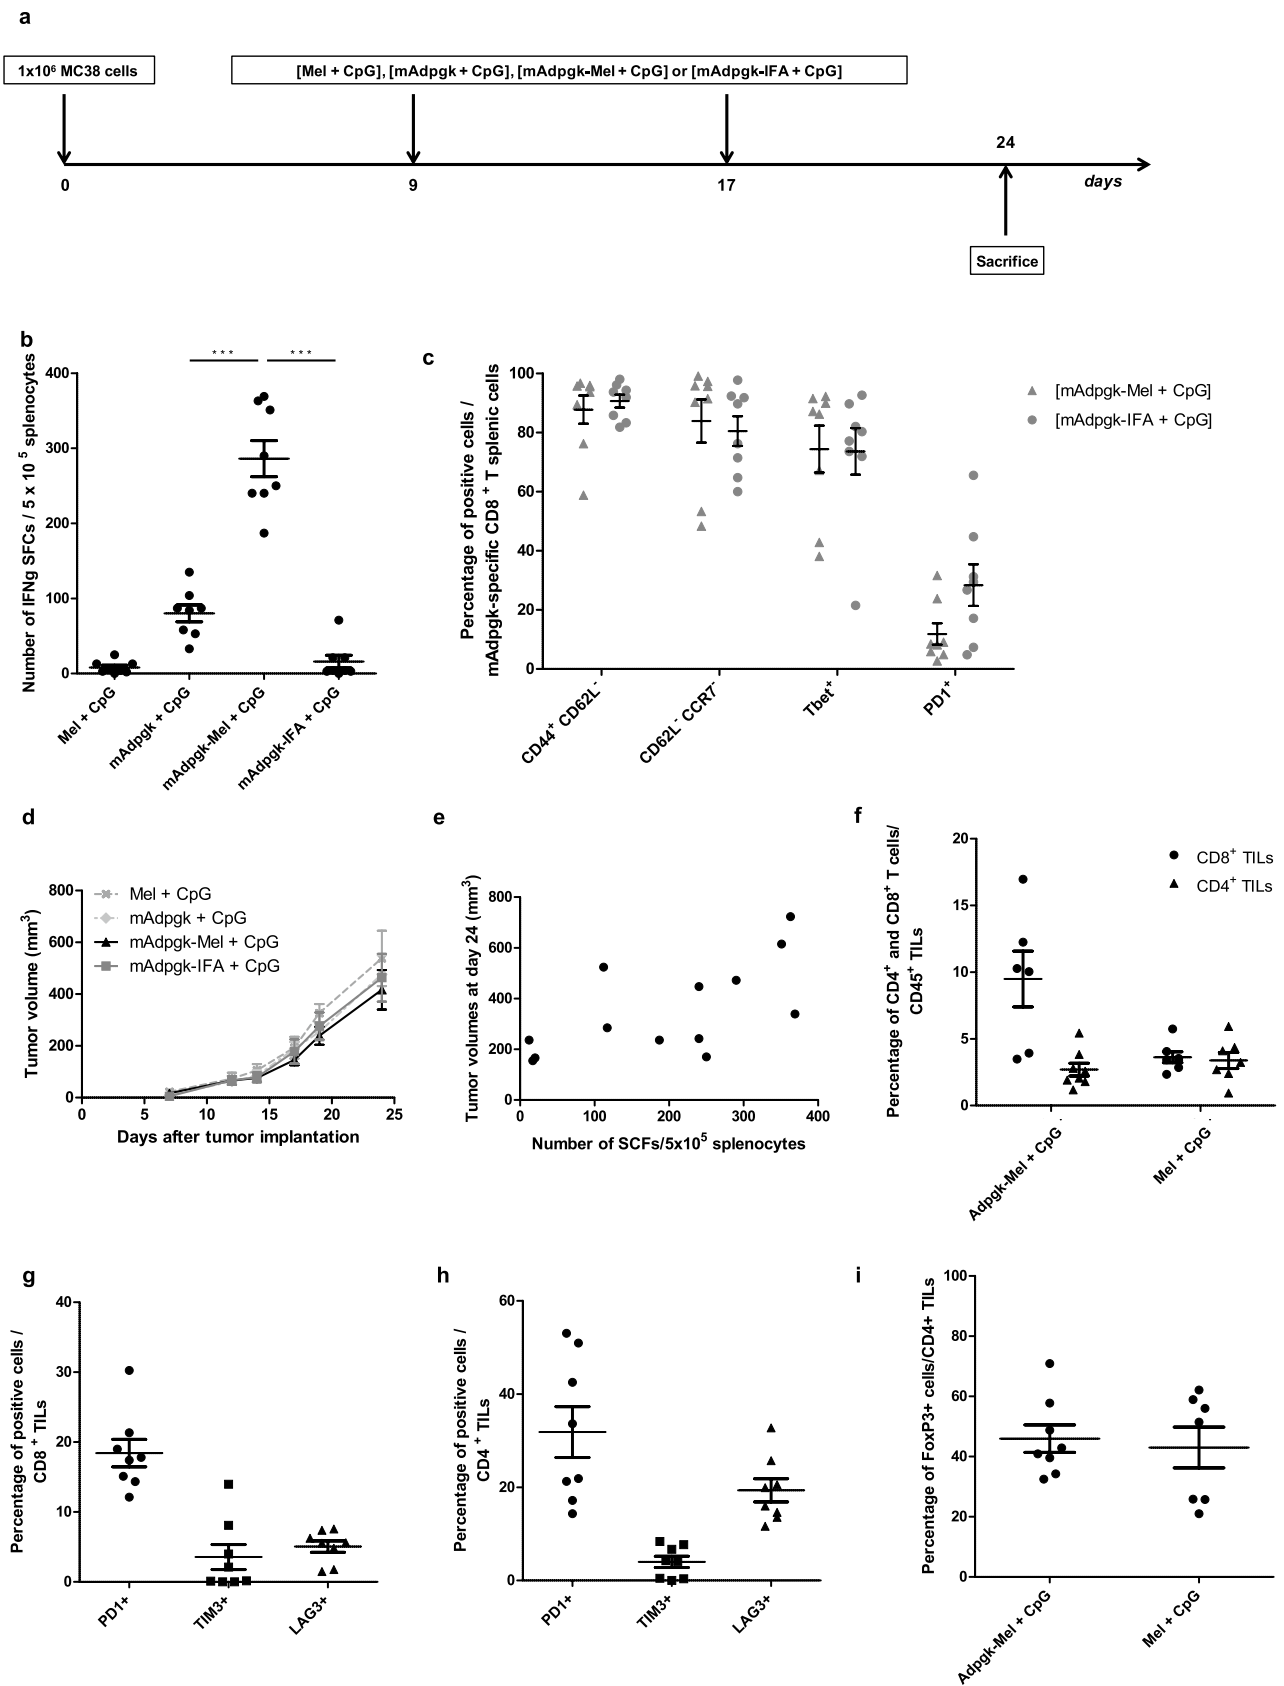 a
1x10⁶ MC38 cells
[Mel + CpG], [mAdpgk + CpG], [mAdpgk-Mel + CpG] or [mAdpgk-IFA + CpG]
24
0
9
17
days
Sacrifice
b
Number of IFNg SFCs / 5 x 10 ⁵ splenocytes
400
300
200
100
0
* * *
* * *
Mel + CpG
mAdpgk + CpG
mAdpgk-Mel + CpG
mAdpgk-IFA + CpG
c
Percentage of positive cells /
mAdpgk-specific CD8 ⁺ T splenic cells
100
80
60
40
20
0
CD44⁺ CD62L⁻
CD62L⁻ CCR7⁻
Tbet⁺
PD1⁺
[mAdpgk-Mel + CpG]
[mAdpgk-IFA + CpG]
d
Tumor volume (mm³)
800
600
400
200
0
0
5
10
15
20
25
Days after tumor implantation
Mel + CpG
mAdpgk + CpG
mAdpgk-Mel + CpG
mAdpgk-IFA + CpG
e
Tumor volumes at day 24 (mm³)
800
600
400
200
0
0
100
200
300
400
Number of SCFs/5x10⁵ splenocytes
f
Percentage of CD4⁺ and CD8⁺ T cells/
CD45⁺ TILs
20
15
10
5
0
CD8⁺ TILs
CD4⁺ TILs
Adpgk-Mel + CpG
Mel + CpG
g
Percentage of positive cells /
CD8 ⁺ TILs
40
30
20
10
0
PD1+
TIM3+
LAG3+
h
Percentage of positive cells /
CD4 ⁺ TILs
60
40
20
0
PD1+
TIM3+
LAG3+
i
Percentage of FoxP3+ cells/CD4+ TILs
100
80
60
40
20
0
Adpgk-Mel + CpG
Mel + CpG